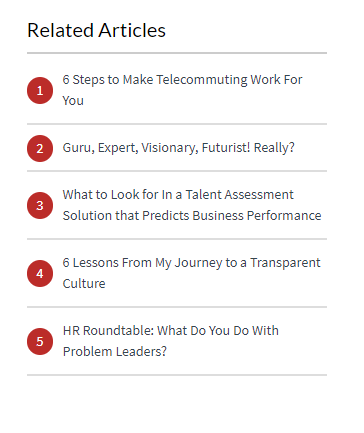 Related Articles
1 6 Steps to Make Telecommuting Work For
You
2 Guru, Expert, Visionary, Futurist! Really?
3 What to Look for In a Talent Assessment
Solution that Predicts Business Performance
4 6 Lessons From My Journey to a Transparent
Culture
5 HR Roundtable: What Do You Do With
Problem Leaders?